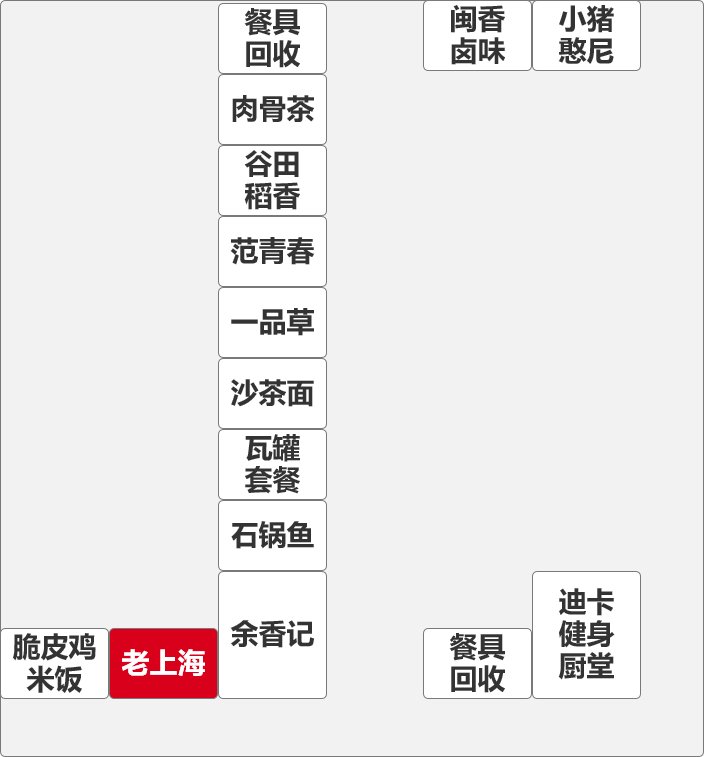 餐具
回收
闽香
卤味
小猪
憨尼
肉骨茶
谷田
稻香
范青春
一品草
沙茶面
瓦罐
套餐
石锅鱼
脆皮鸡
米饭
老上海
余香记
餐具
回收
迪卡
健身
厨堂